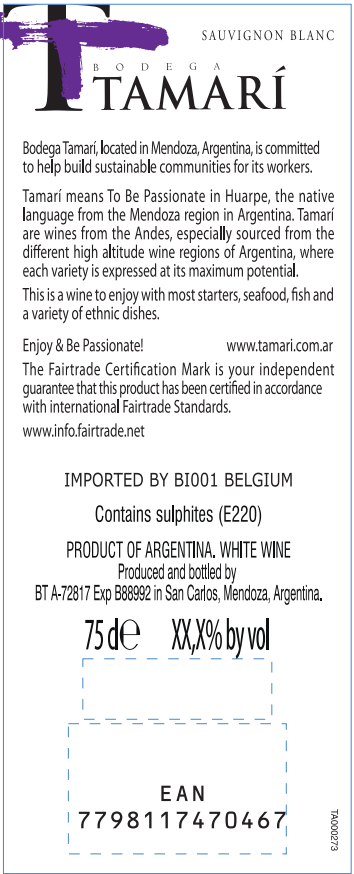 SAUVIGNON BLANC
T
BODEGA
TAMARÍ
Bodega Tamarí, located in Mendoza, Argentina, is committed
to help build sustainable communities for its workers.
Tamarí means To Be Passionate in Huarpe, the native
language from the Mendoza region in Argentina. Tamarí
are wines from the Andes, especially sourced from the
different high altitude wine regions of Argentina, where
each variety is expressed at its maximum potential.
This is a wine to enjoy with most starters, seafood, fish and
a variety of ethnic dishes.
Enjoy & Be Passionate! www.tamari.com.ar
The Fairtrade Certification Mark is your independent
guarantee that this product has been certified in accordance
with international Fairtrade Standards.
www.info.fairtrade.net
IMPORTED BY BI001 BELGIUM
Contains sulphites (E220)
PRODUCT OF ARGENTINA. WHITE WINE
Produced and bottled by
BT A-72817 Exp B88992 in San Carlos, Mendoza, Argentina.
75 cl℮ XX,X% by vol
EAN
7798117470467
TA000273